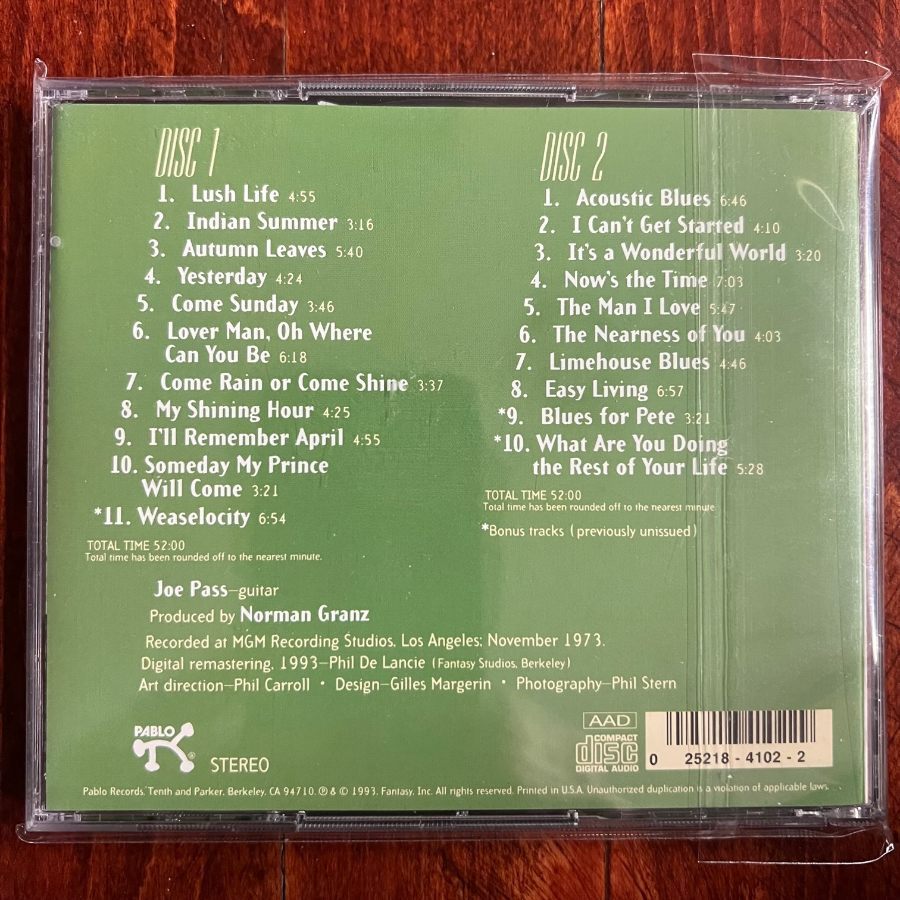 DISC 1
1. Lush Life 4:55
2. Indian Summer 3:16
3. Autumn Leaves 5:40
4. Yesterday 4:24
5. Come Sunday 3:46
6. Lover Man, Oh Where
Can You Be 6:18
7. Come Rain or Come Shine 3:37
8. My Shining Hour 4:25
9. I'll Remember April 4:55
10. Someday My Prince
Will Come 3:21
*11. Weaselocity 6:54
TOTAL TIME 52:00
Total time has been rounded off to the nearest minute.
DISC 2
1. Acoustic Blues 6:46
2. I Can't Get Started 4:10
3. It's a Wonderful World 3:20
4. Now's the Time 7:03
5. The Man I Love 5:47
6. The Nearness of You 4:03
7. Limehouse Blues 4:46
8. Easy Living 6:57
*9. Blues for Pete 3:21
*10. What Are You Doing
the Rest of Your Life 5:28
TOTAL TIME 52:00
Total time has been rounded off to the nearest minute
*Bonus tracks (previously unissued)
Joe Pass—guitar
Produced by Norman Granz
Recorded at MGM Recording Studios, Los Angeles; November 1973.
Digital remastering, 1993—Phil De Lancie (Fantasy Studios, Berkeley)
Art direction—Phil Carroll • Design—Gilles Margerin • Photography—Phil Stern
PABLO
®
STEREO
AAD
COMPACT
disc
DIGITAL AUDIO
0 25218-4102-2
Pablo Records, Tenth and Parker, Berkeley, CA 94710. ℗ & © 1993, Fantasy, Inc. All rights reserved. Printed in U.S.A. Unauthorized duplication is a violation of applicable laws.